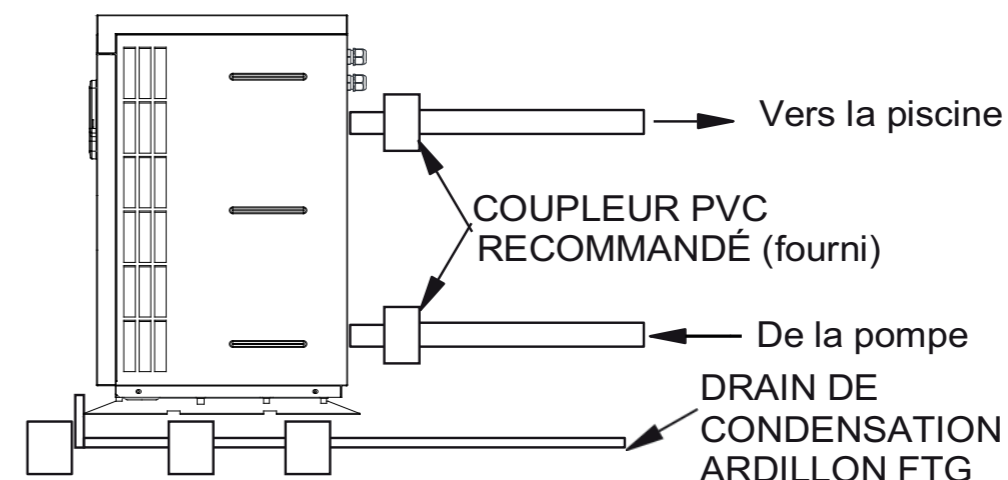 Vers la piscine
COUPLEUR PVC
RECOMMANDÉ (fourni)
De la pompe
DRAIN DE
CONDENSATION
ARDILLON FTG